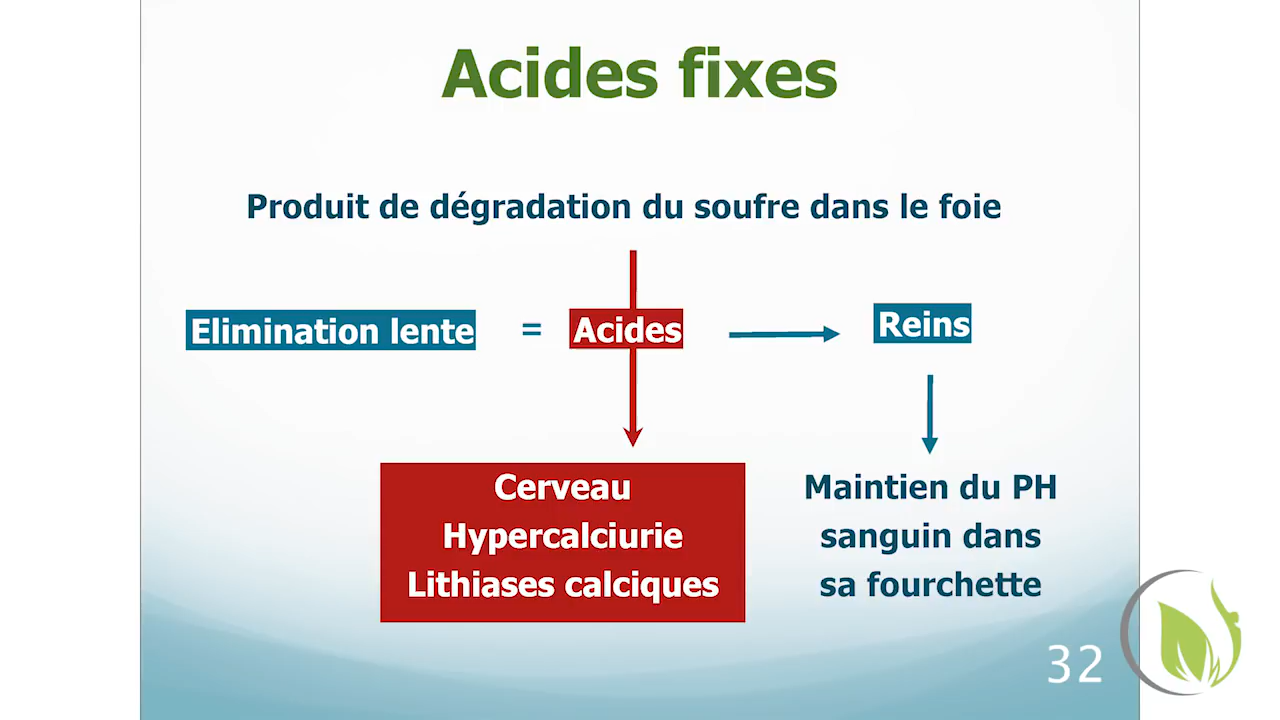 Acides fixes
Produit de dégradation du soufre dans le foie
Elimination lente = Acides Reins
Cerveau
Hypercalciurie
Lithiases calciques
Maintien du PH
sanguin dans
sa fourchette
32